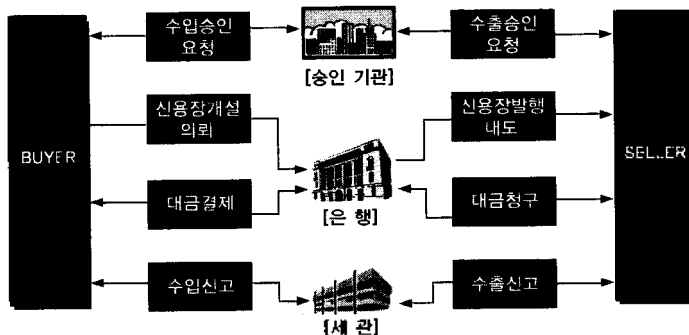 수입승인
요청
[승인 기관]
수출승인
요청
신용장개설
의뢰
신용장발행
내도
BUYER
SELLER
대금결제
[은 행]
대금청구
수입신고
[세 관]
수출신고